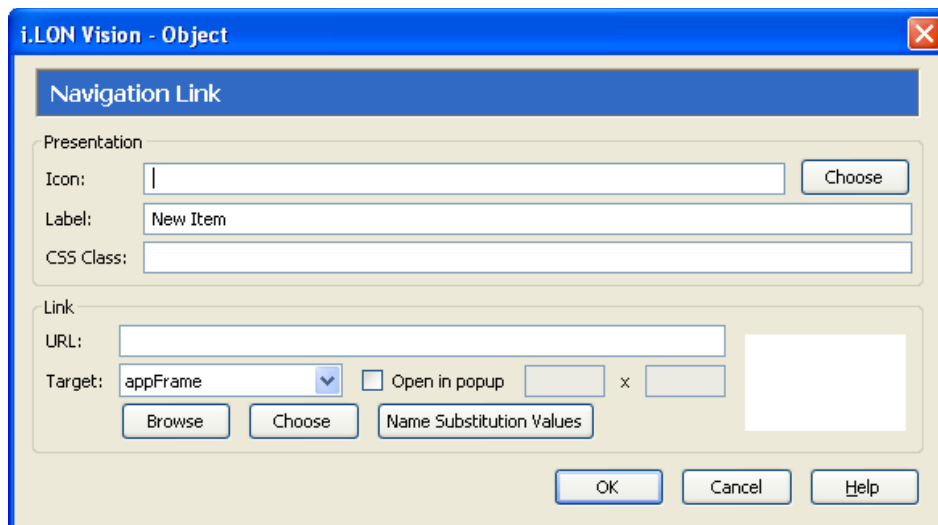 i.LON Vision - Object
Navigation Link
Presentation
Icon: Choose
Label: New Item
CSS Class:
Link
URL:
Target: appFrame Open in popup x
Browse Choose Name Substitution Values
OK Cancel Help